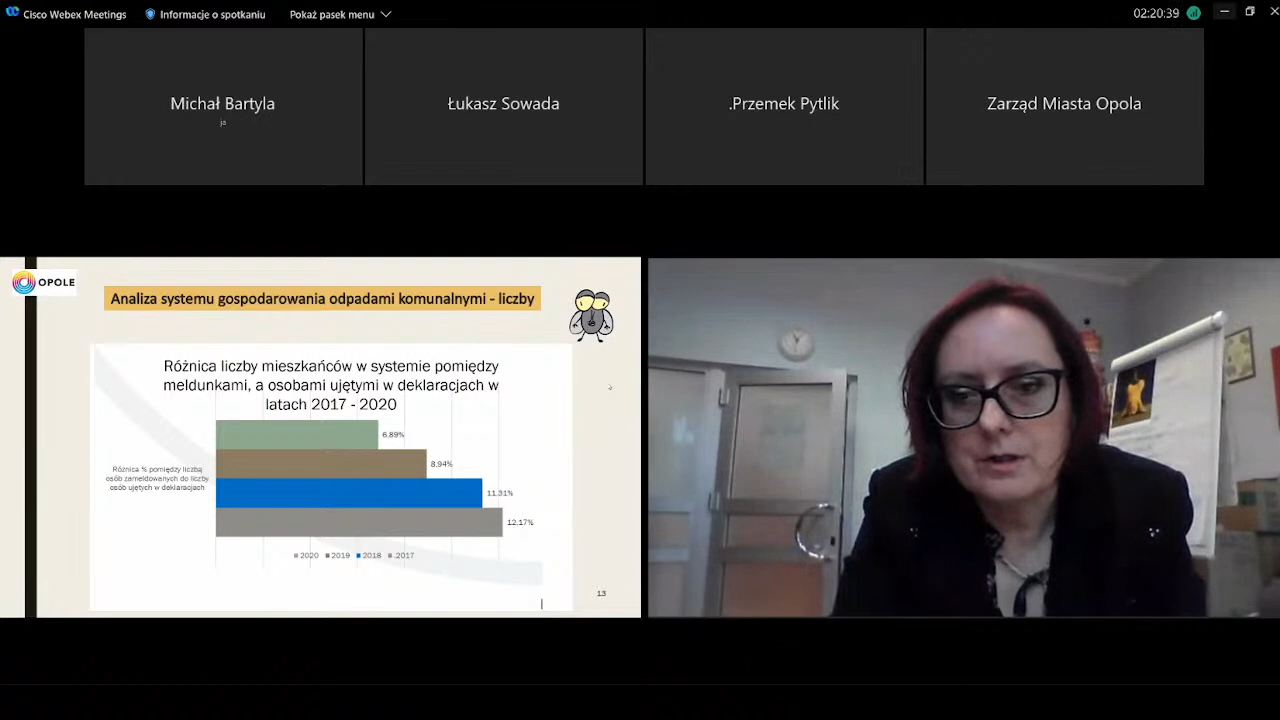 Cisco Webex Meetings
Informacje o spotkaniu
Pokaż pasek menu
02:20:39
Michał Bartyla
ja
Łukasz Sowada
.Przemek Pytlik
Zarząd Miasta Opola
OPOLE
Analiza systemu gospodarowania odpadami komunalnymi - liczby
Różnica liczby mieszkańców w systemie pomiędzy
meldunkami, a osobami ujętymi w deklaracjach w
latach 2017 - 2020
6,89%
8,94%
11,31%
12,17%
Różnica % pomiędzy liczbą
osób zameldowanych do liczby
osób ujętych w deklaracjach
2020 2019 2018 .2017
13